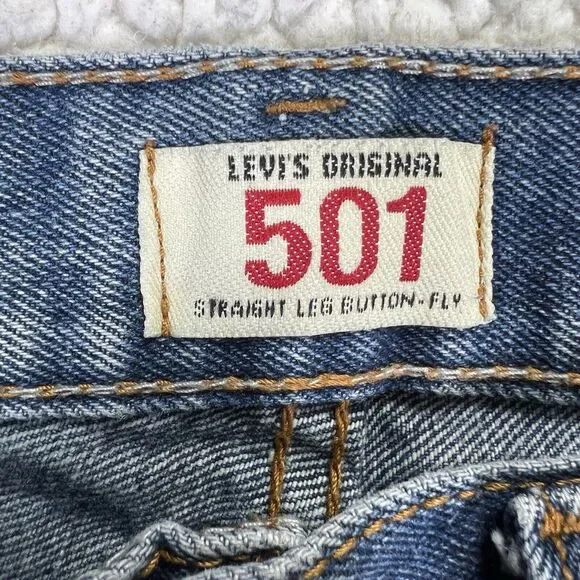 LEVI'S ORIGINAL
501
STRAIGHT LEG BUTTON-FLY